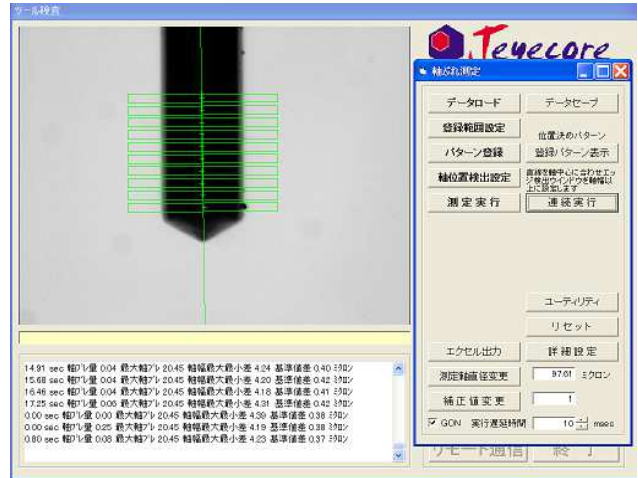 ツール検査
Teyecore
軸ぶれ測定
データロード
データセーブ
登録範囲設定
位置決めパターン
パターン登録
登録パターン表示
軸位置検出設定
直線を軸中心に合わせエッ
ジ検出ウインドウを軸幅以
上に設定します
測定実行
連続実行
ユーティリティ
リセット
エクセル出力
詳細設定
測定軸直径変更
97.61 ミクロン
補正値変更
1
GON 実行遅延時間 10 msec
14.91 sec 軸ブレ量 0.04 最大軸ブレ 20.45 軸幅最大最小差 4.24 基準値差 0.40 ミクロン
15.68 sec 軸ブレ量 0.04 最大軸ブレ 20.45 軸幅最大最小差 4.20 基準値差 0.42 ミクロン
16.46 sec 軸ブレ量 0.04 最大軸ブレ 20.45 軸幅最大最小差 4.18 基準値差 0.41 ミクロン
17.25 sec 軸ブレ量 0.06 最大軸ブレ 20.45 軸幅最大最小差 4.31 基準値差 0.42 ミクロン
0.00 sec 軸ブレ量 0.00 最大軸ブレ 20.45 軸幅最大最小差 4.39 基準値差 0.38 ミクロン
0.00 sec 軸ブレ量 0.25 最大軸ブレ 20.45 軸幅最大最小差 4.19 基準値差 0.38 ミクロン
0.80 sec 軸ブレ量 0.08 最大軸ブレ 20.45 軸幅最大最小差 4.23 基準値差 0.37 ミクロン
リモート通信
終了